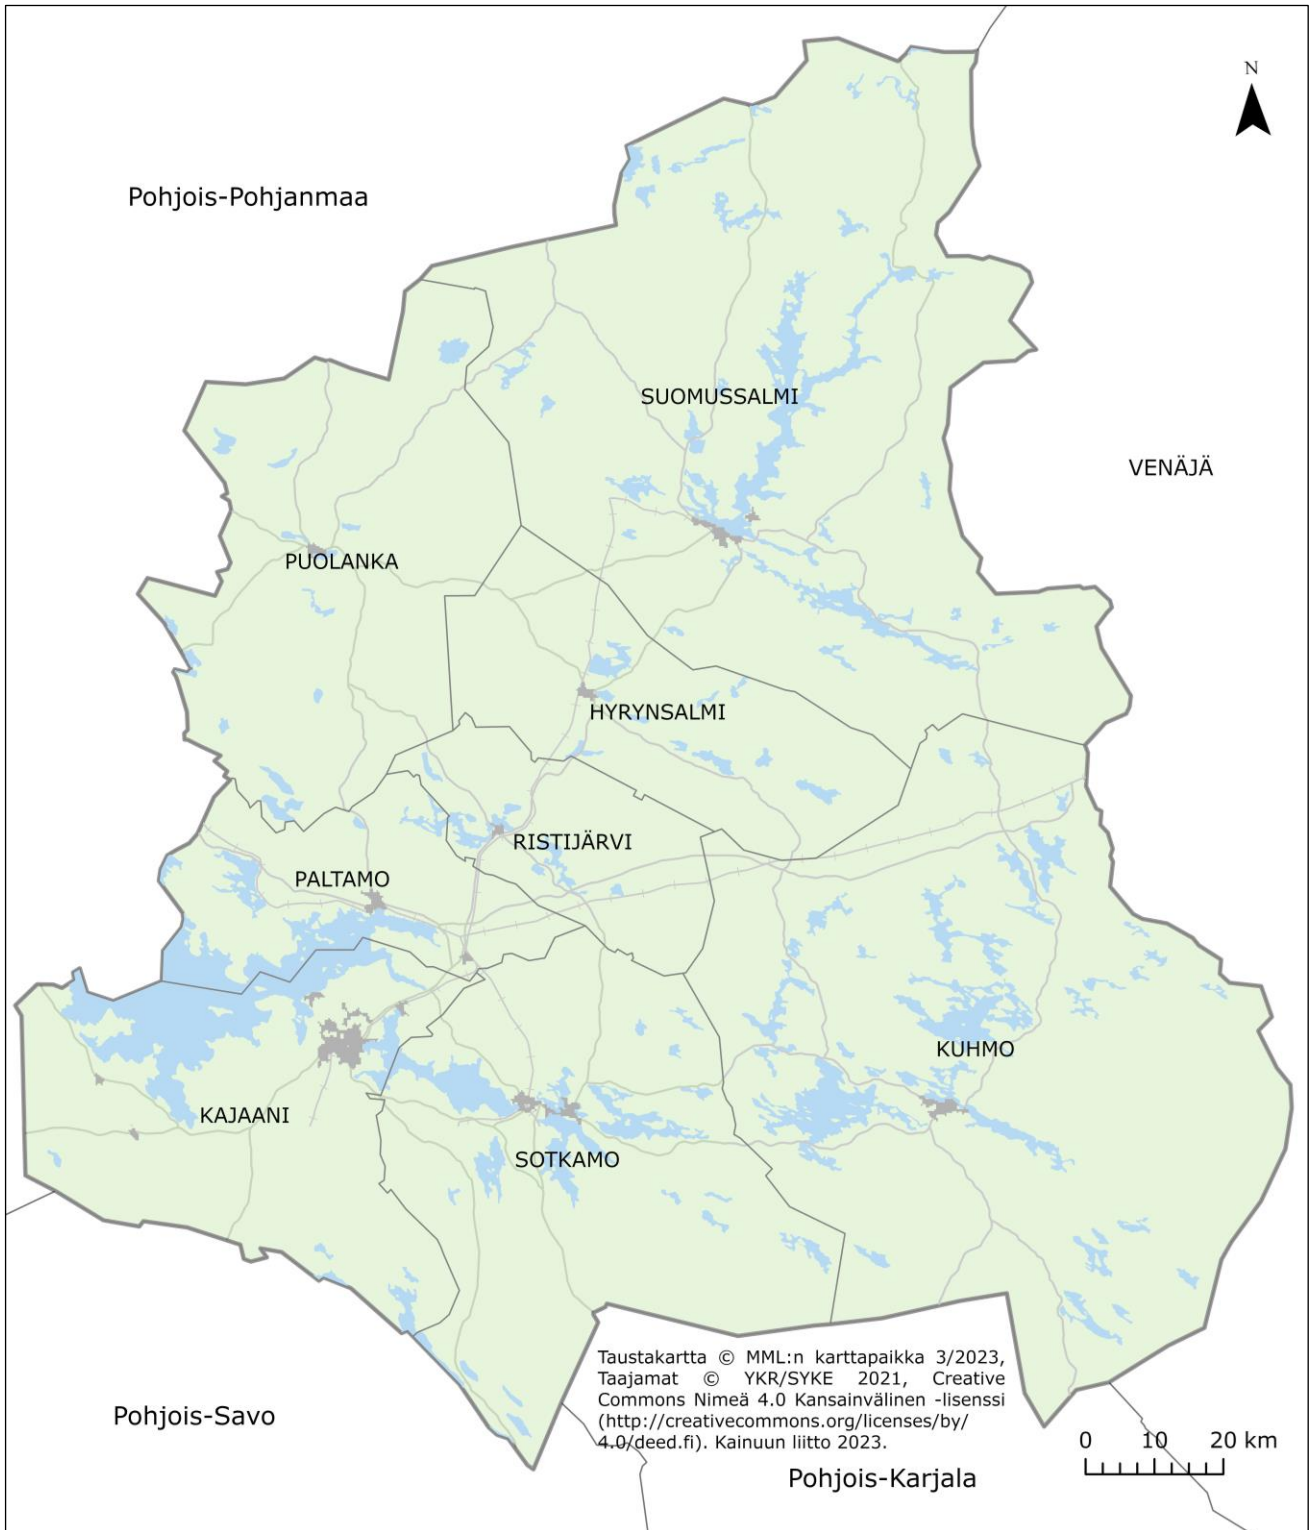 N
Pohjois-Pohjanmaa
SUOMUSSALMI
VENÄJÄ
PUOLANKA
HYRYNSALMI
RISTIJÄRVI
PALTAMO
KUHMO
KAJAANI
SOTKAMO
Taustakartta © MML:n karttapaikka 3/2023,
Taajamat © YKR/SYKE 2021, Creative
Commons Nimeä 4.0 Kansainvälinen -lisenssi
(http://creativecommons.org/licenses/by/
4.0/deed.fi). Kainuun liitto 2023.
Pohjois-Savo
0 10 20 km
Pohjois-Karjala